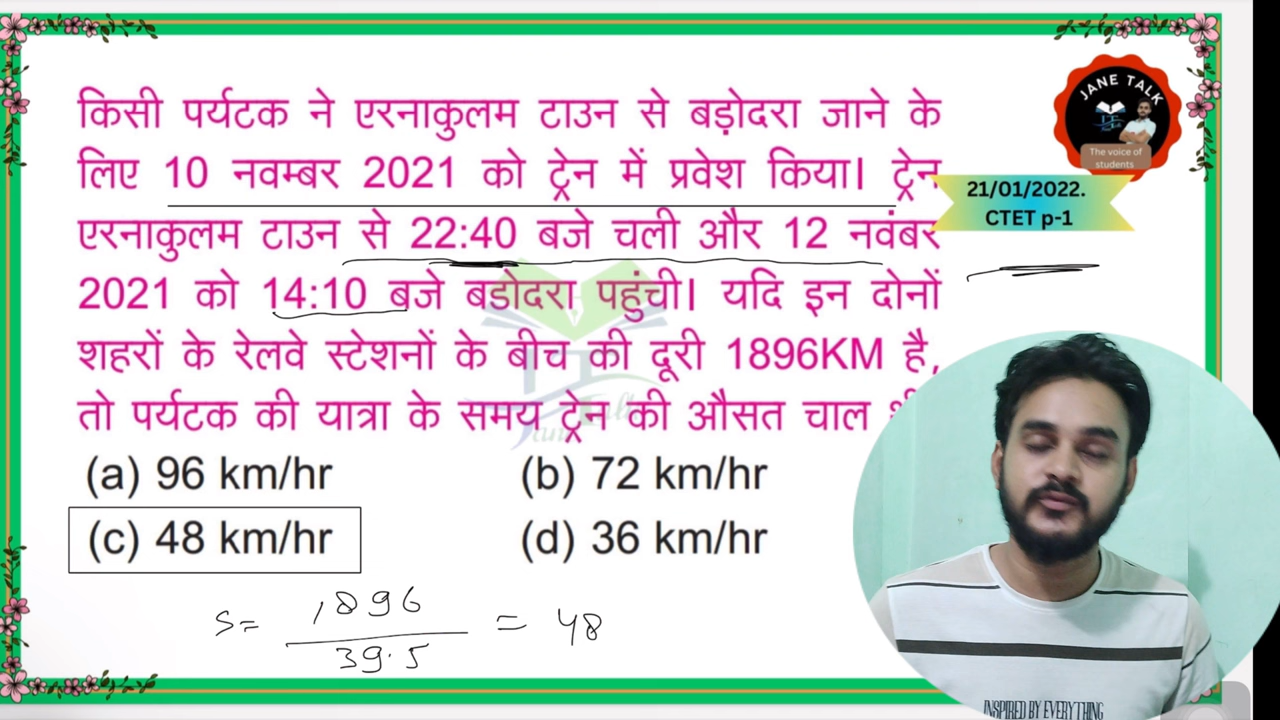 किसी पर्यटक ने एरनाकुलम टाउन से बड़ोदरा जाने के
लिए 10 नवम्बर 2021 को ट्रेन में प्रवेश किया। ट्रेन
एरनाकुलम टाउन से 22:40 बजे चली और 12 नवंबर
2021 को 14:10 बजे बडोदरा पहुंची। यदि इन दोनों
शहरों के रेलवे स्टेशनों के बीच की दूरी 1896KM है,
तो पर्यटक की यात्रा के समय ट्रेन की औसत चाल
(a) 96 km/hr
(b) 72 km/hr
(c) 48 km/hr
(d) 36 km/hr
S= 1896
39.5
= 48
JANE TALK
The voice of
students
21/01/2022.
CTET p-1
INSPIRED BY EVERYTHING